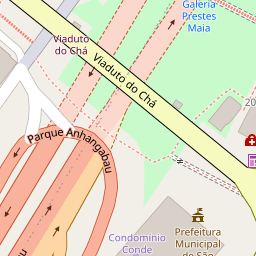 Galeria
Prestes
Maia
Viaduto
do Chá
Viaduto do Chá
20
Parque Anhangabaú
Prefeitura
Municipal
de São
Condomínio
Conde